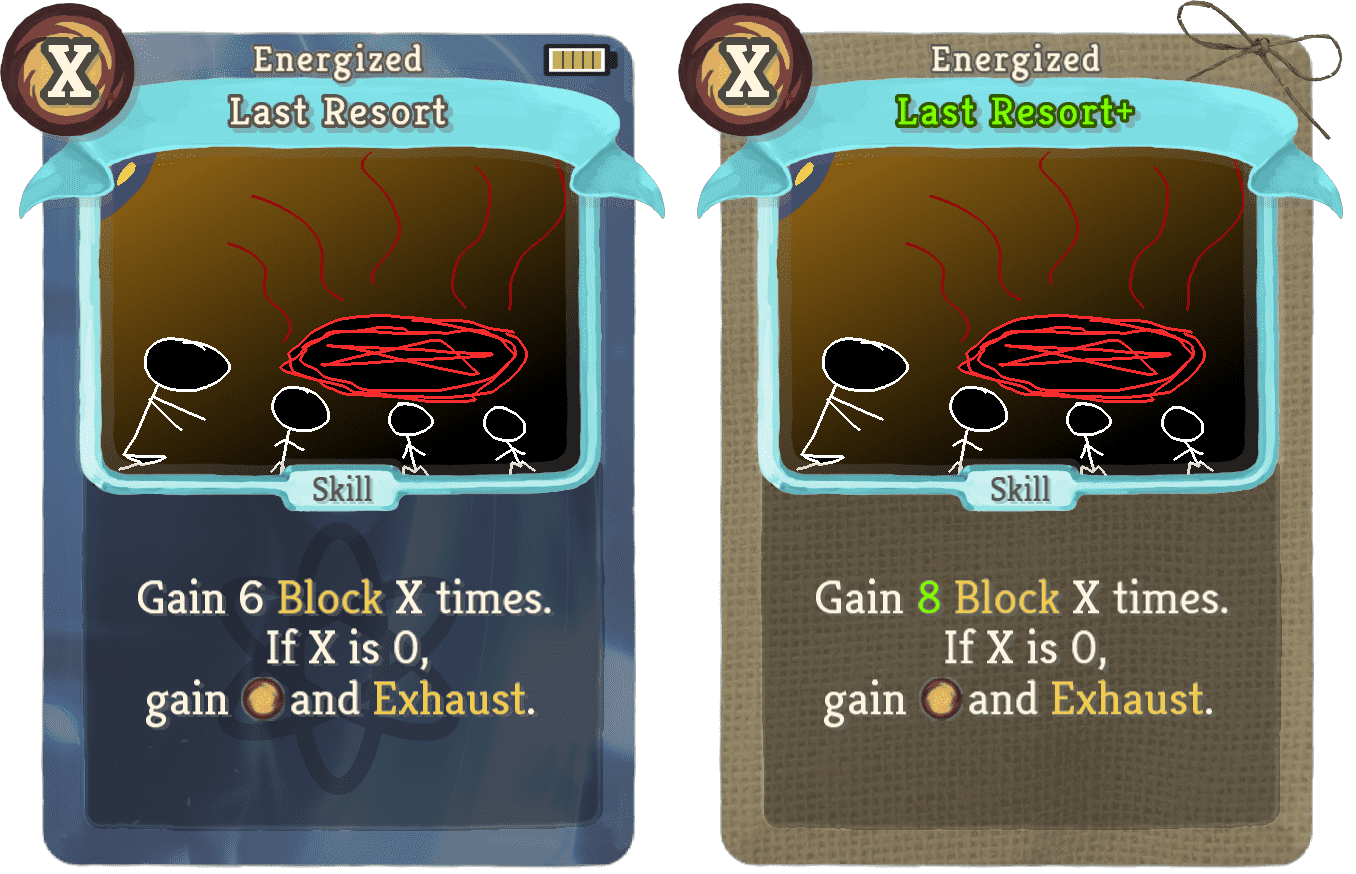 X
Energized
Last Resort
Skill
Gain 6 Block X times.
If X is 0,
gain and Exhaust.
X
Energized
Last Resort+
Skill
Gain 8 Block X times.
If X is 0,
gain and Exhaust.